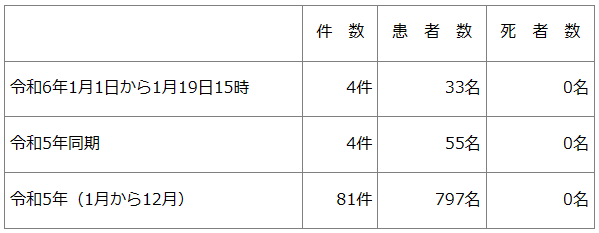 件 数 患 者 数 死 者 数
令和6年1月1日から1月19日15時 4件 33名 0名
令和5年同期 4件 55名 0名
令和5年（1月から12月） 81件 797名 0名